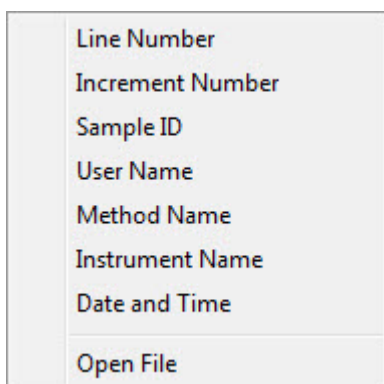 Line Number
Increment Number
Sample ID
User Name
Method Name
Instrument Name
Date and Time
Open File